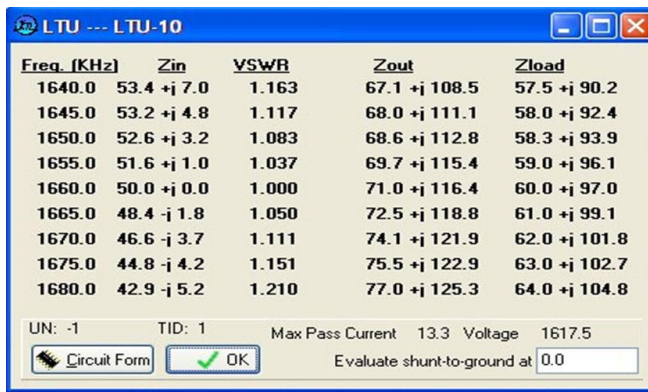 LTU --- LTU-10
Freq. (KHz) Zin VSWR Zout Zload
1640.0 53.4 +j 7.0 1.163 67.1 +j 108.5 57.5 +j 90.2
1645.0 53.2 +j 4.8 1.117 68.0 +j 111.1 58.0 +j 92.4
1650.0 52.6 +j 3.2 1.083 68.6 +j 112.8 58.3 +j 93.9
1655.0 51.6 +j 1.0 1.037 69.7 +j 115.4 59.0 +j 96.1
1660.0 50.0 +j 0.0 1.000 71.0 +j 116.4 60.0 +j 97.0
1665.0 48.4 -j 1.8 1.050 72.5 +j 118.8 61.0 +j 99.1
1670.0 46.6 -j 3.7 1.111 74.1 +j 121.9 62.0 +j 101.8
1675.0 44.8 -j 4.2 1.151 75.5 +j 122.9 63.0 +j 102.7
1680.0 42.9 -j 5.2 1.210 77.0 +j 125.3 64.0 +j 104.8
UN: -1 TID: 1 Max Pass Current 13.3 Voltage 1617.5
Circuit Form OK Evaluate shunt-to-ground at 0.0